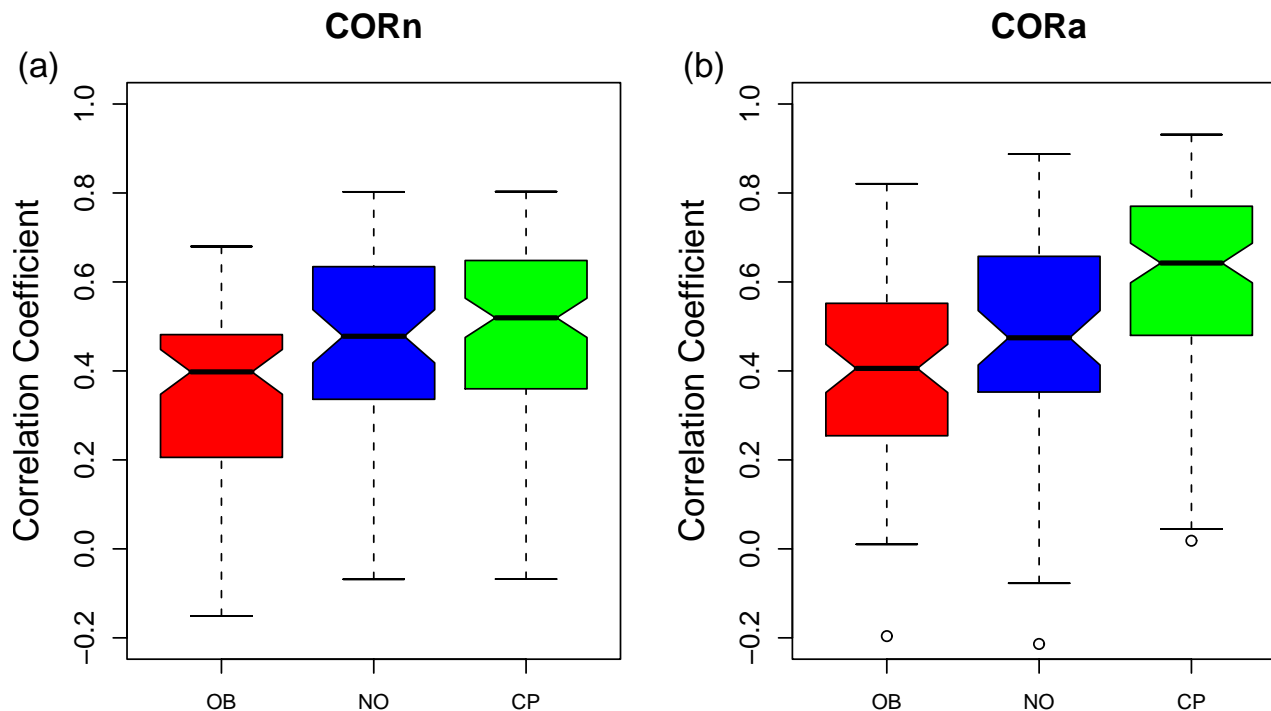 CORn
(a)
Correlation Coefficient
1.0
0.8
0.6
0.4
0.2
0.0
−0.2
OB NO CP
CORa
(b)
Correlation Coefficient
1.0
0.8
0.6
0.4
0.2
0.0
−0.2
OB NO CP